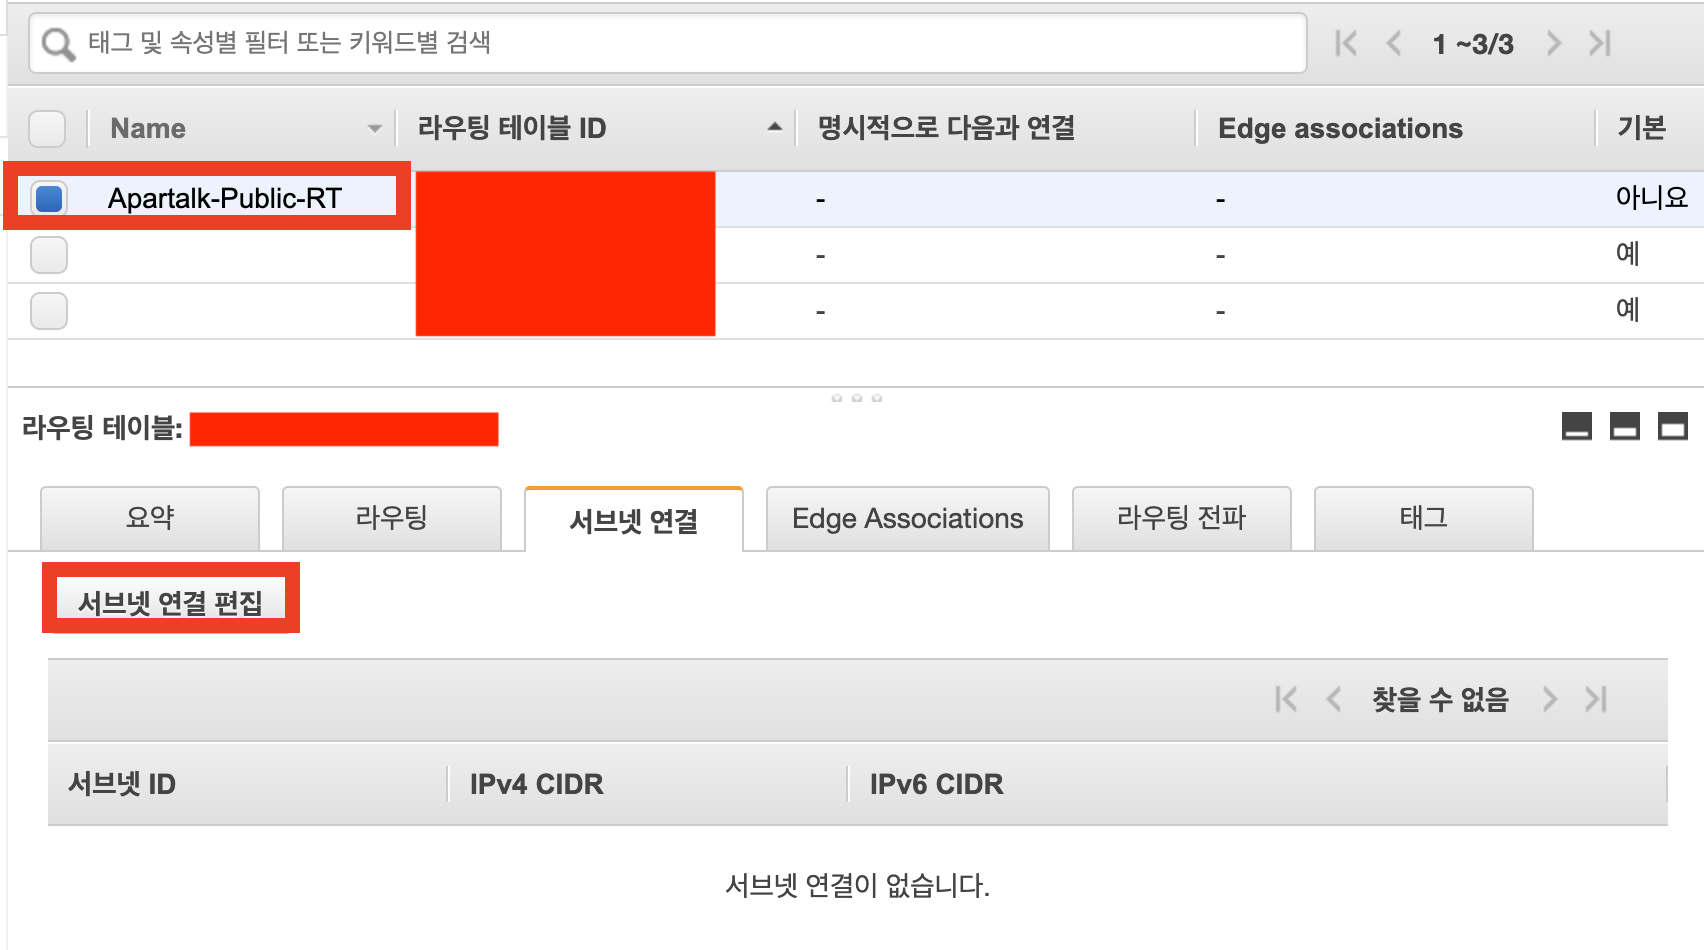 태그 및 속성별 필터 또는 키워드별 검색 1 ~3/3
Name 라우팅 테이블 ID 명시적으로 다음과 연결 Edge associations 기본
Apartalk-Public-RT - - 아니요
- - 예
- - 예
라우팅 테이블:
요약 라우팅 서브넷 연결 Edge Associations 라우팅 전파 태그
서브넷 연결 편집
찾을 수 없음
서브넷 ID IPv4 CIDR IPv6 CIDR
서브넷 연결이 없습니다.